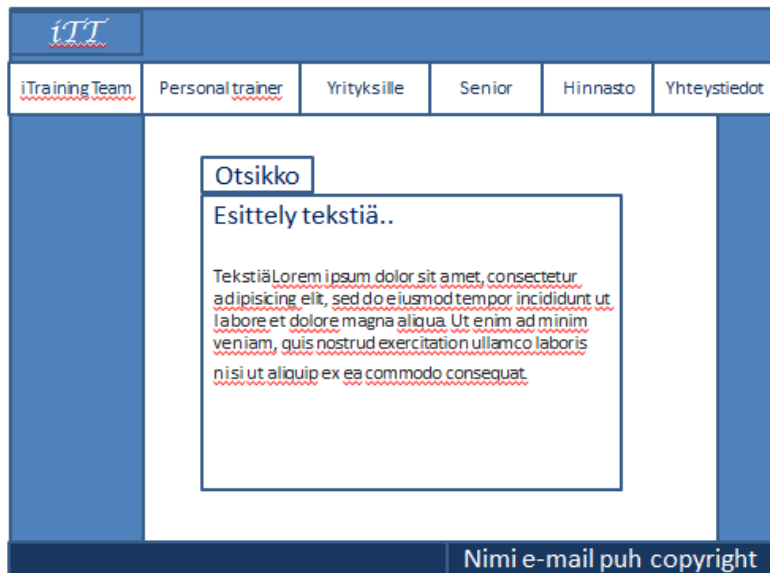 iTT
iTraining Team Personal trainer Yrityksille Senior Hinnasto Yhteystiedot
Otsikko
Esittely tekstiä..
TekstiäLorem ipsum dolor sit amet, consectetur
adipisicing elit, sed do eiusmod tempor incididunt ut
labore et dolore magna aliqua. Ut enim ad minim
veniam, quis nostrud exercitation ullamco laboris
nisi ut aliquip ex ea commodo consequat.
Nimi e-mail puh copyright